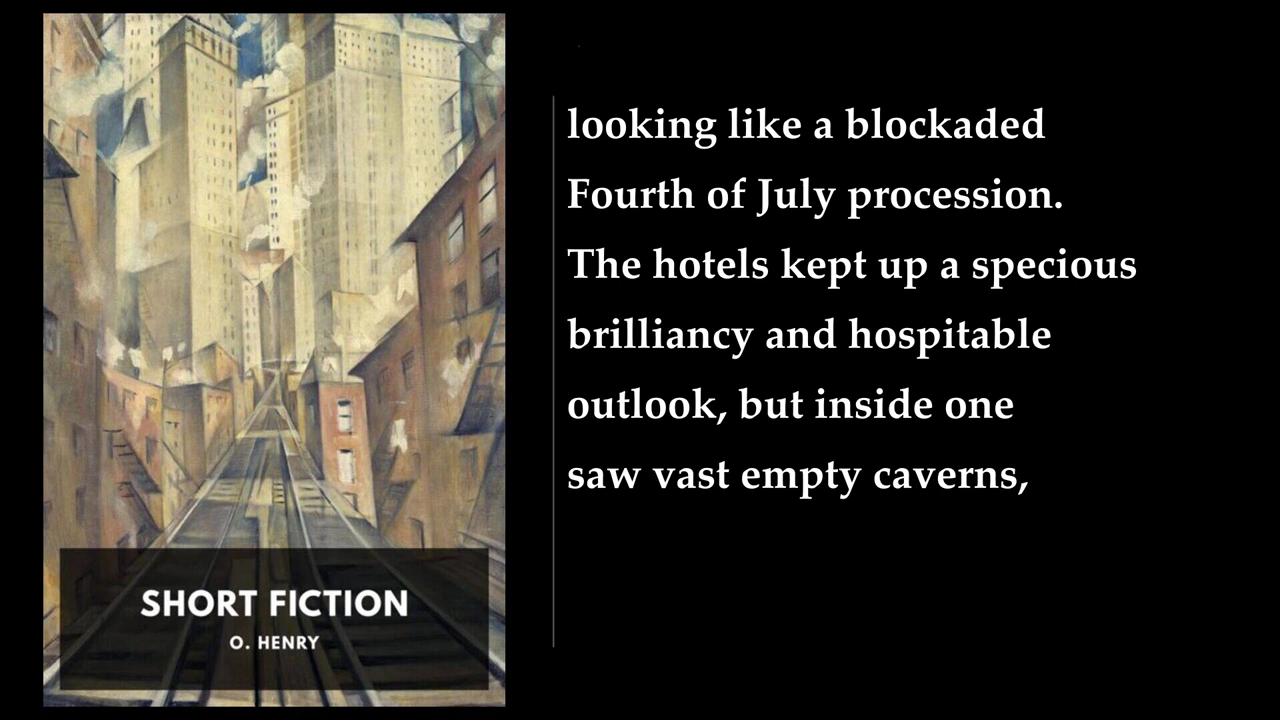 SHORT FICTION
O. HENRY
looking like a blockaded
Fourth of July procession.
The hotels kept up a specious
brilliancy and hospitable
outlook, but inside one
saw vast empty caverns,